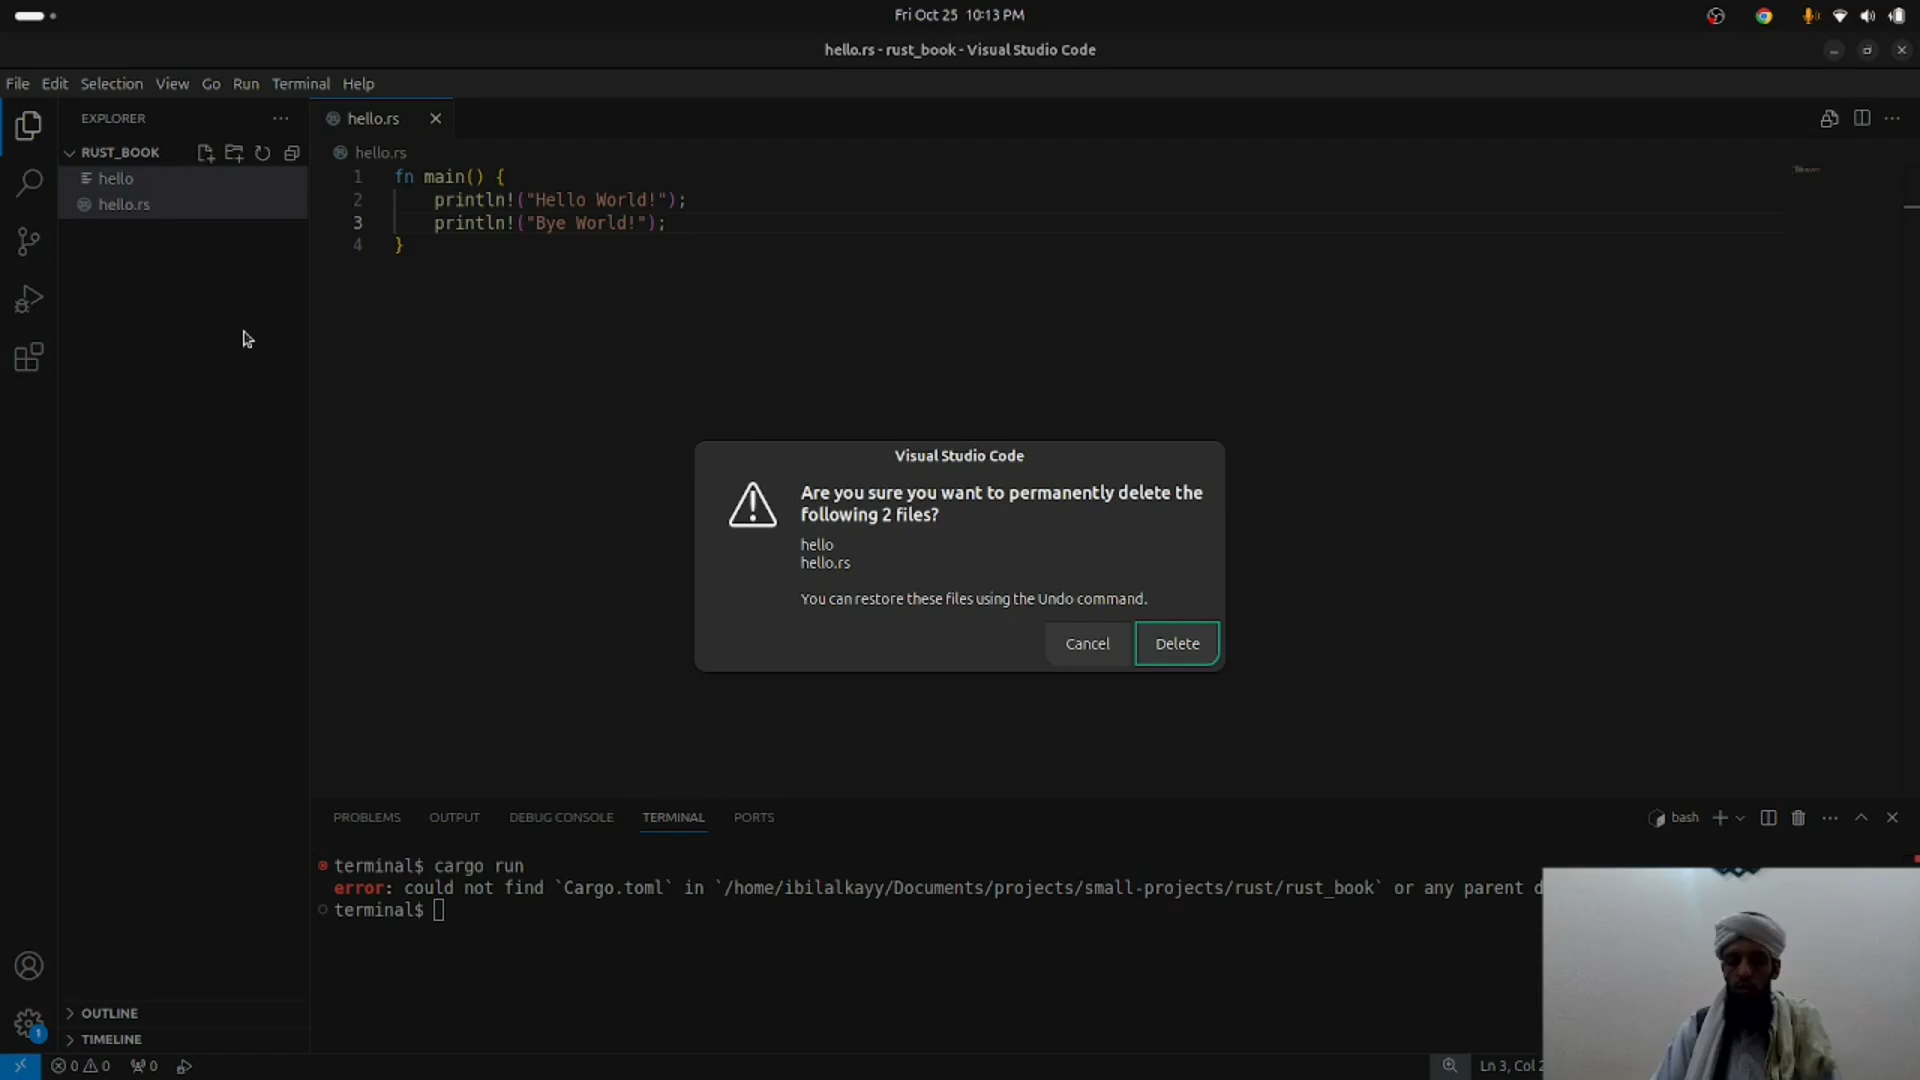 Fri Oct 25 10:13 PM
hello.rs - rust_book - Visual Studio Code
File Edit Selection View Go Run Terminal Help
EXPLORER
hello.rs
RUST_BOOK
hello.rs
hello
hello.rs
1 fn main() {
2 println!("Hello World!");
3 println!("Bye World!");
4 }
Visual Studio Code
Are you sure you want to permanently delete the
following 2 files?
hello
hello.rs
You can restore these files using the Undo command.
Cancel Delete
PROBLEMS OUTPUT DEBUG CONSOLE TERMINAL PORTS
bash
terminal$ cargo run
error: could not find `Cargo.toml` in `/home/ibilalkayy/Documents/projects/small-projects/rust/rust_book` or any parent d
terminal$
OUTLINE
TIMELINE
1
0 0 0
Ln 3, Col